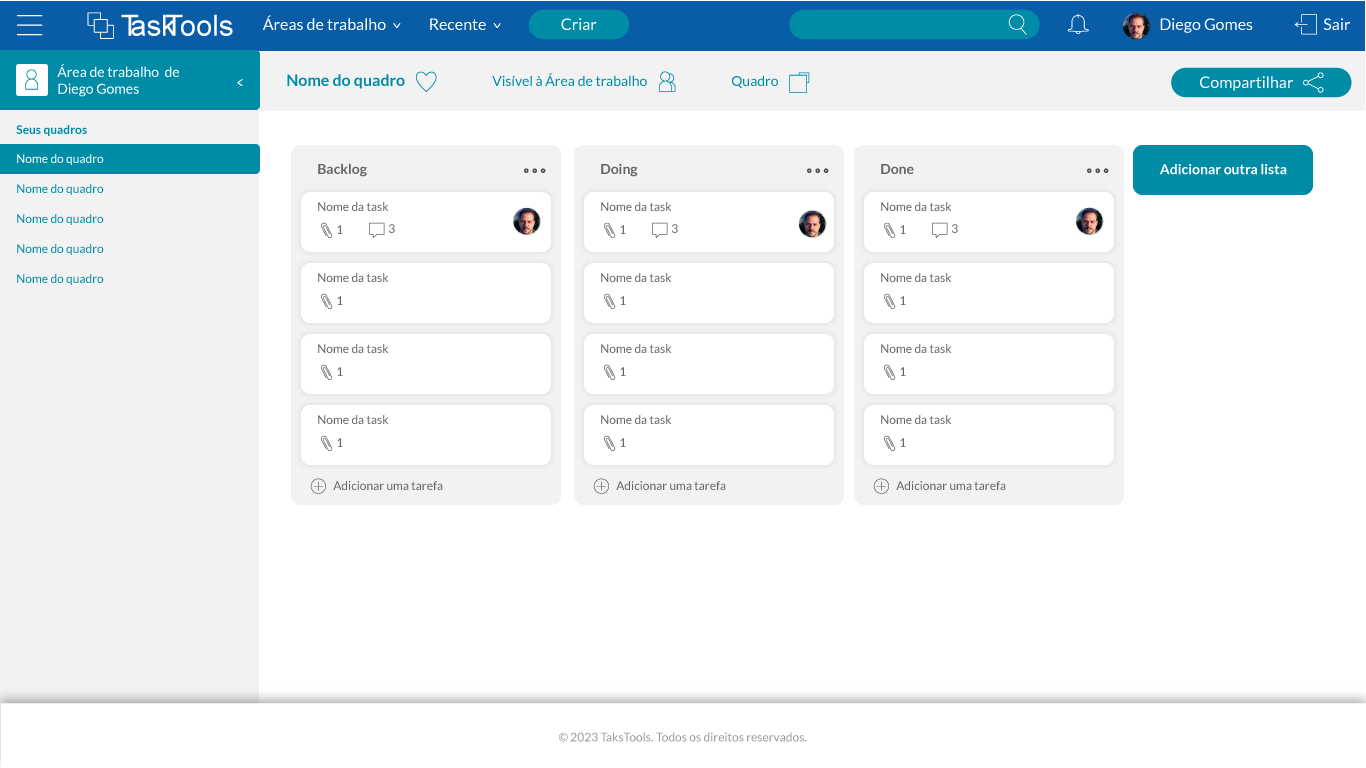 TaskTools
Áreas de trabalho
Recente
Criar
Diego Gomes
Sair
Área de trabalho de
Diego Gomes
<
Nome do quadro
Visível à Área de trabalho
Quadro
Compartilhar
Seus quadros
Nome do quadro
Nome do quadro
Nome do quadro
Nome do quadro
Nome do quadro
Backlog
Nome da task
1 3
Nome da task
1
Nome da task
1
Nome da task
1
Adicionar uma tarefa
Doing
Nome da task
1 3
Nome da task
1
Nome da task
1
Nome da task
1
Adicionar uma tarefa
Done
Nome da task
1 3
Nome da task
1
Nome da task
1
Nome da task
1
Adicionar uma tarefa
Adicionar outra lista
© 2023 TaksTools. Todos os direitos reservados.